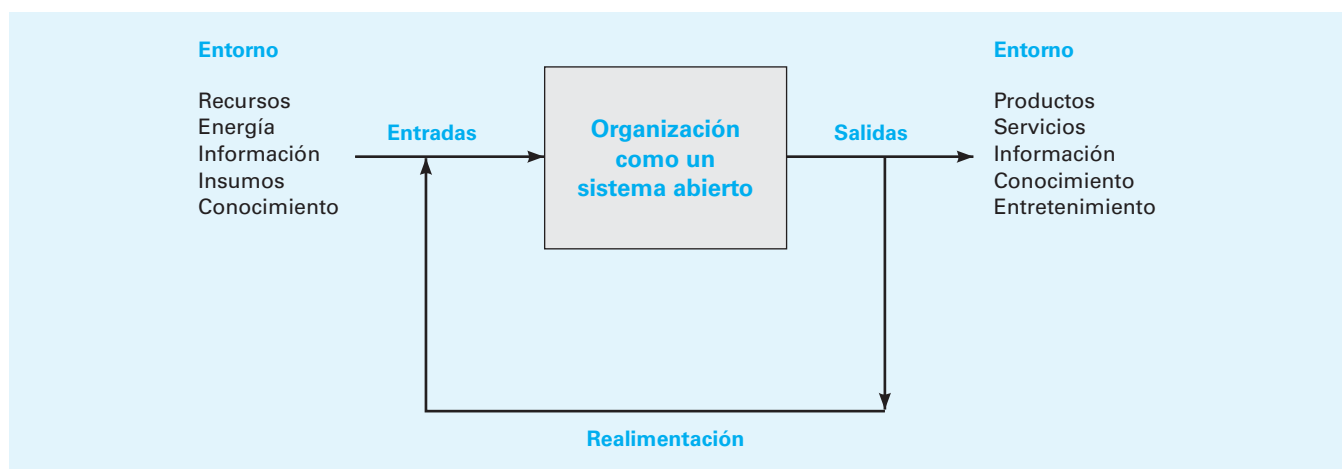 Entorno
Recursos
Energía
Información
Insumos
Conocimiento
Entradas
Organización
como un
sistema abierto
Salidas
Entorno
Productos
Servicios
Información
Conocimiento
Entretenimiento
Realimentación